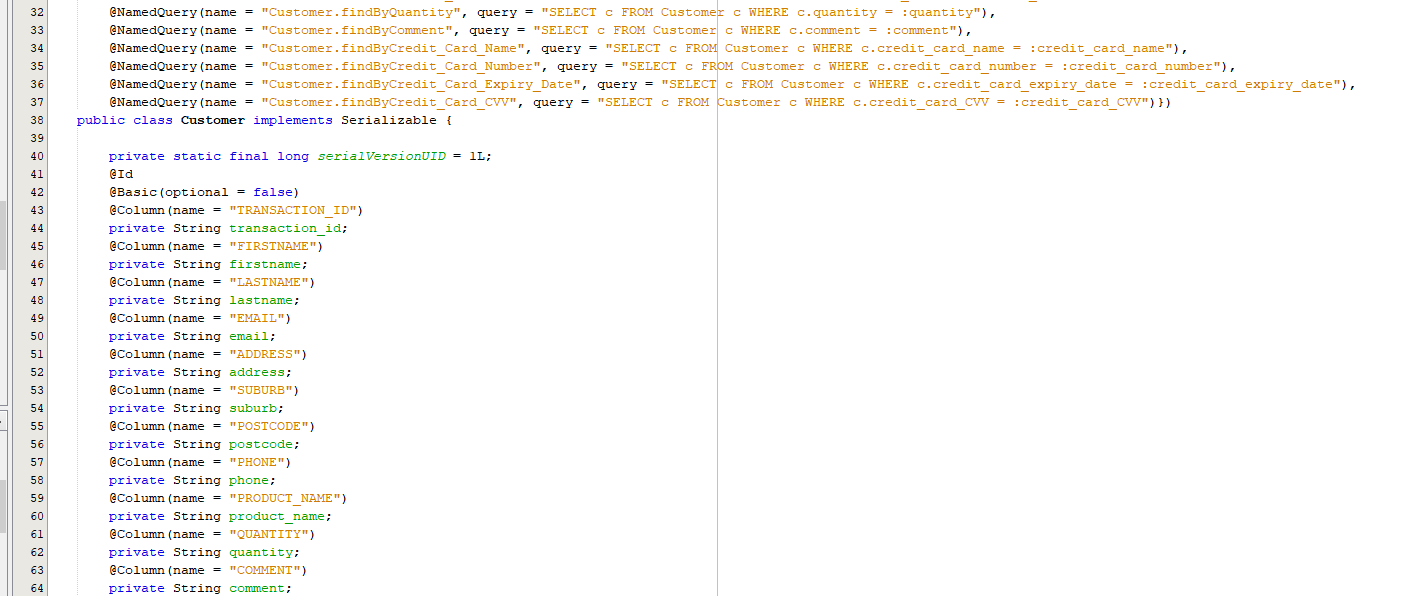 32 @NamedQuery(name = "Customer.findByQuantity", query = "SELECT c FROM Customer c WHERE c.quantity = :quantity"),
33 @NamedQuery(name = "Customer.findByComment", query = "SELECT c FROM Customer c WHERE c.comment = :comment"),
34 @NamedQuery(name = "Customer.findByCredit_Card_Name", query = "SELECT c FROM Customer c WHERE c.credit_card_name = :credit_card_name"),
35 @NamedQuery(name = "Customer.findByCredit_Card_Number", query = "SELECT c FROM Customer c WHERE c.credit_card_number = :credit_card_number"),
36 @NamedQuery(name = "Customer.findByCredit_Card_Expiry_Date", query = "SELECT c FROM Customer c WHERE c.credit_card_expiry_date = :credit_card_expiry_date"),
37 @NamedQuery(name = "Customer.findByCredit_Card_CVV", query = "SELECT c FROM Customer c WHERE c.credit_card_CVV = :credit_card_CVV")})
38 public class Customer implements Serializable {
39
40 private static final long serialVersionUID = 1L;
41 @Id
42 @Basic(optional = false)
43 @Column(name = "TRANSACTION_ID")
44 private String transaction_id;
45 @Column(name = "FIRSTNAME")
46 private String firstname;
47 @Column(name = "LASTNAME")
48 private String lastname;
49 @Column(name = "EMAIL")
50 private String email;
51 @Column(name = "ADDRESS")
52 private String address;
53 @Column(name = "SUBURB")
54 private String suburb;
55 @Column(name = "POSTCODE")
56 private String postcode;
57 @Column(name = "PHONE")
58 private String phone;
59 @Column(name = "PRODUCT_NAME")
60 private String product_name;
61 @Column(name = "QUANTITY")
62 private String quantity;
63 @Column(name = "COMMENT")
64 private String comment;